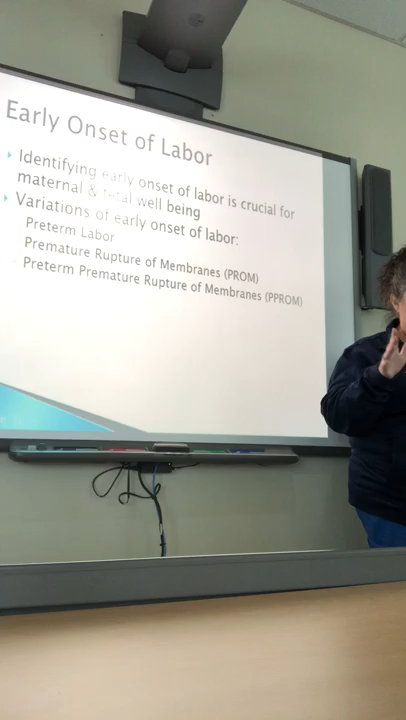 Early Onset of Labor
Identifying early onset of labor is crucial for
maternal & fetal well being
Variations of early onset of labor:
Preterm Labor
Premature Rupture of Membranes (PROM)
Preterm Premature Rupture of Membranes (PPROM)